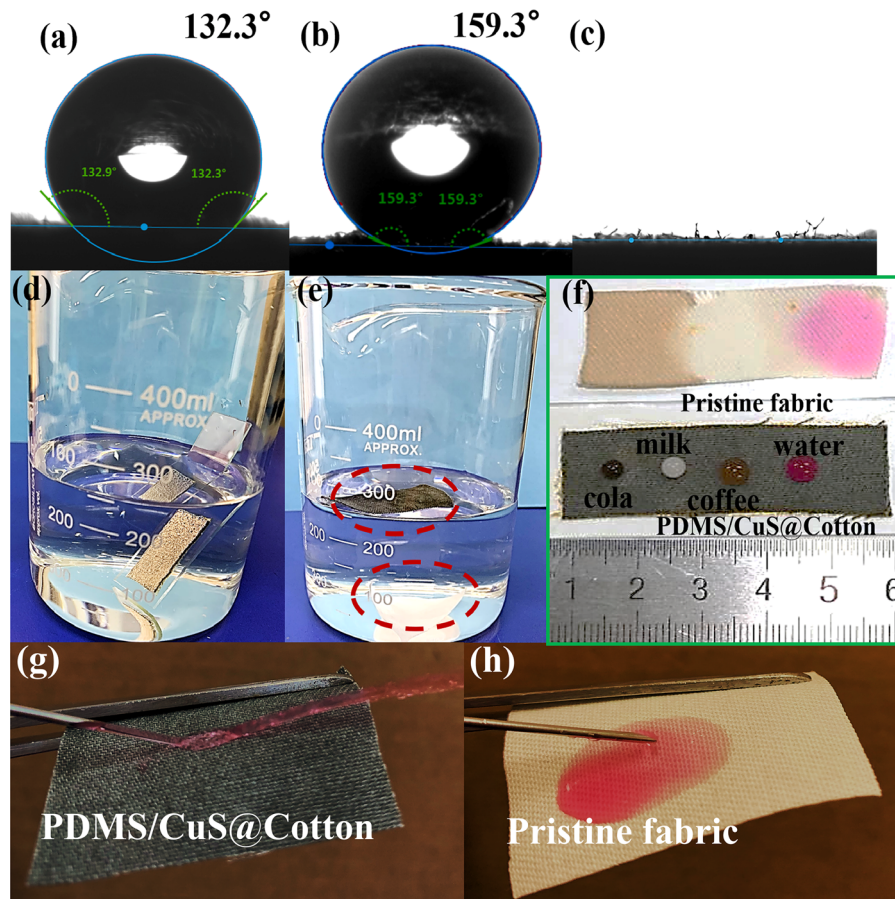 (a)
132.3°
132.9°
132.3°
(b)
159.3°
159.3°
159.3°
(c)
(d)
400ml
APPROX.
300
200
100
(e)
400ml
APPROX.
300
200
100
(f)
Pristine fabric
milk
water
cola
coffee
PDMS/CuS@Cotton
1 2 3 4 5 6
(g)
PDMS/CuS@Cotton
(h)
Pristine fabric